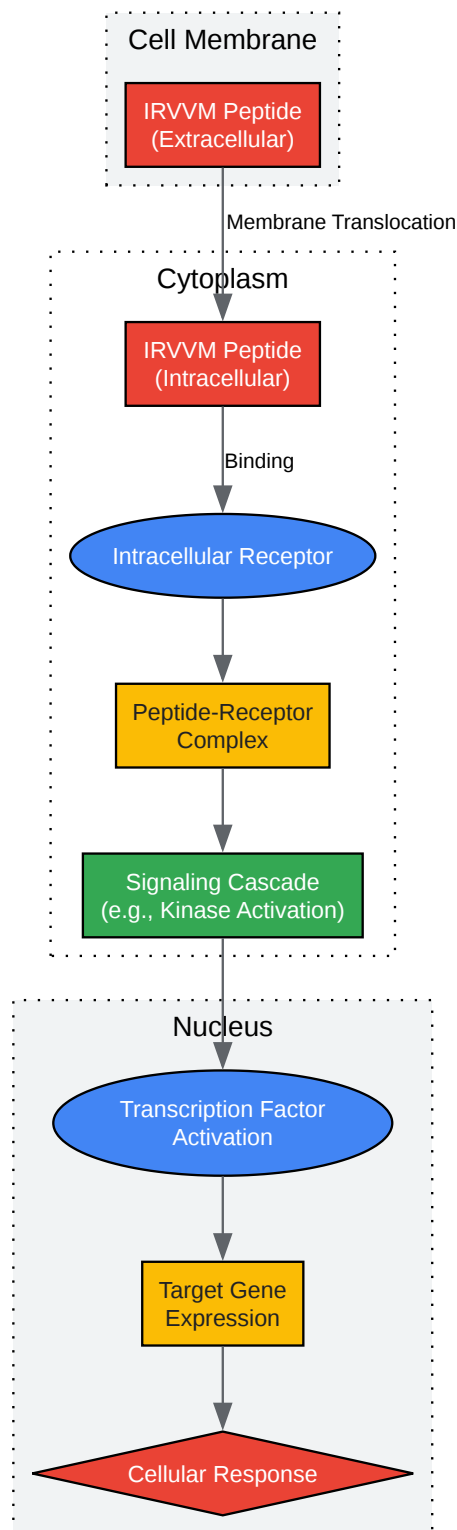 Cell Membrane
IRVVM Peptide
(Extracellular)
Membrane Translocation
Cytoplasm
IRVVM Peptide
(Intracellular)
Binding
Intracellular Receptor
Peptide-Receptor
Complex
Signaling Cascade
(e.g., Kinase Activation)
Nucleus
Transcription Factor
Activation
Target Gene
Expression
Cellular Response